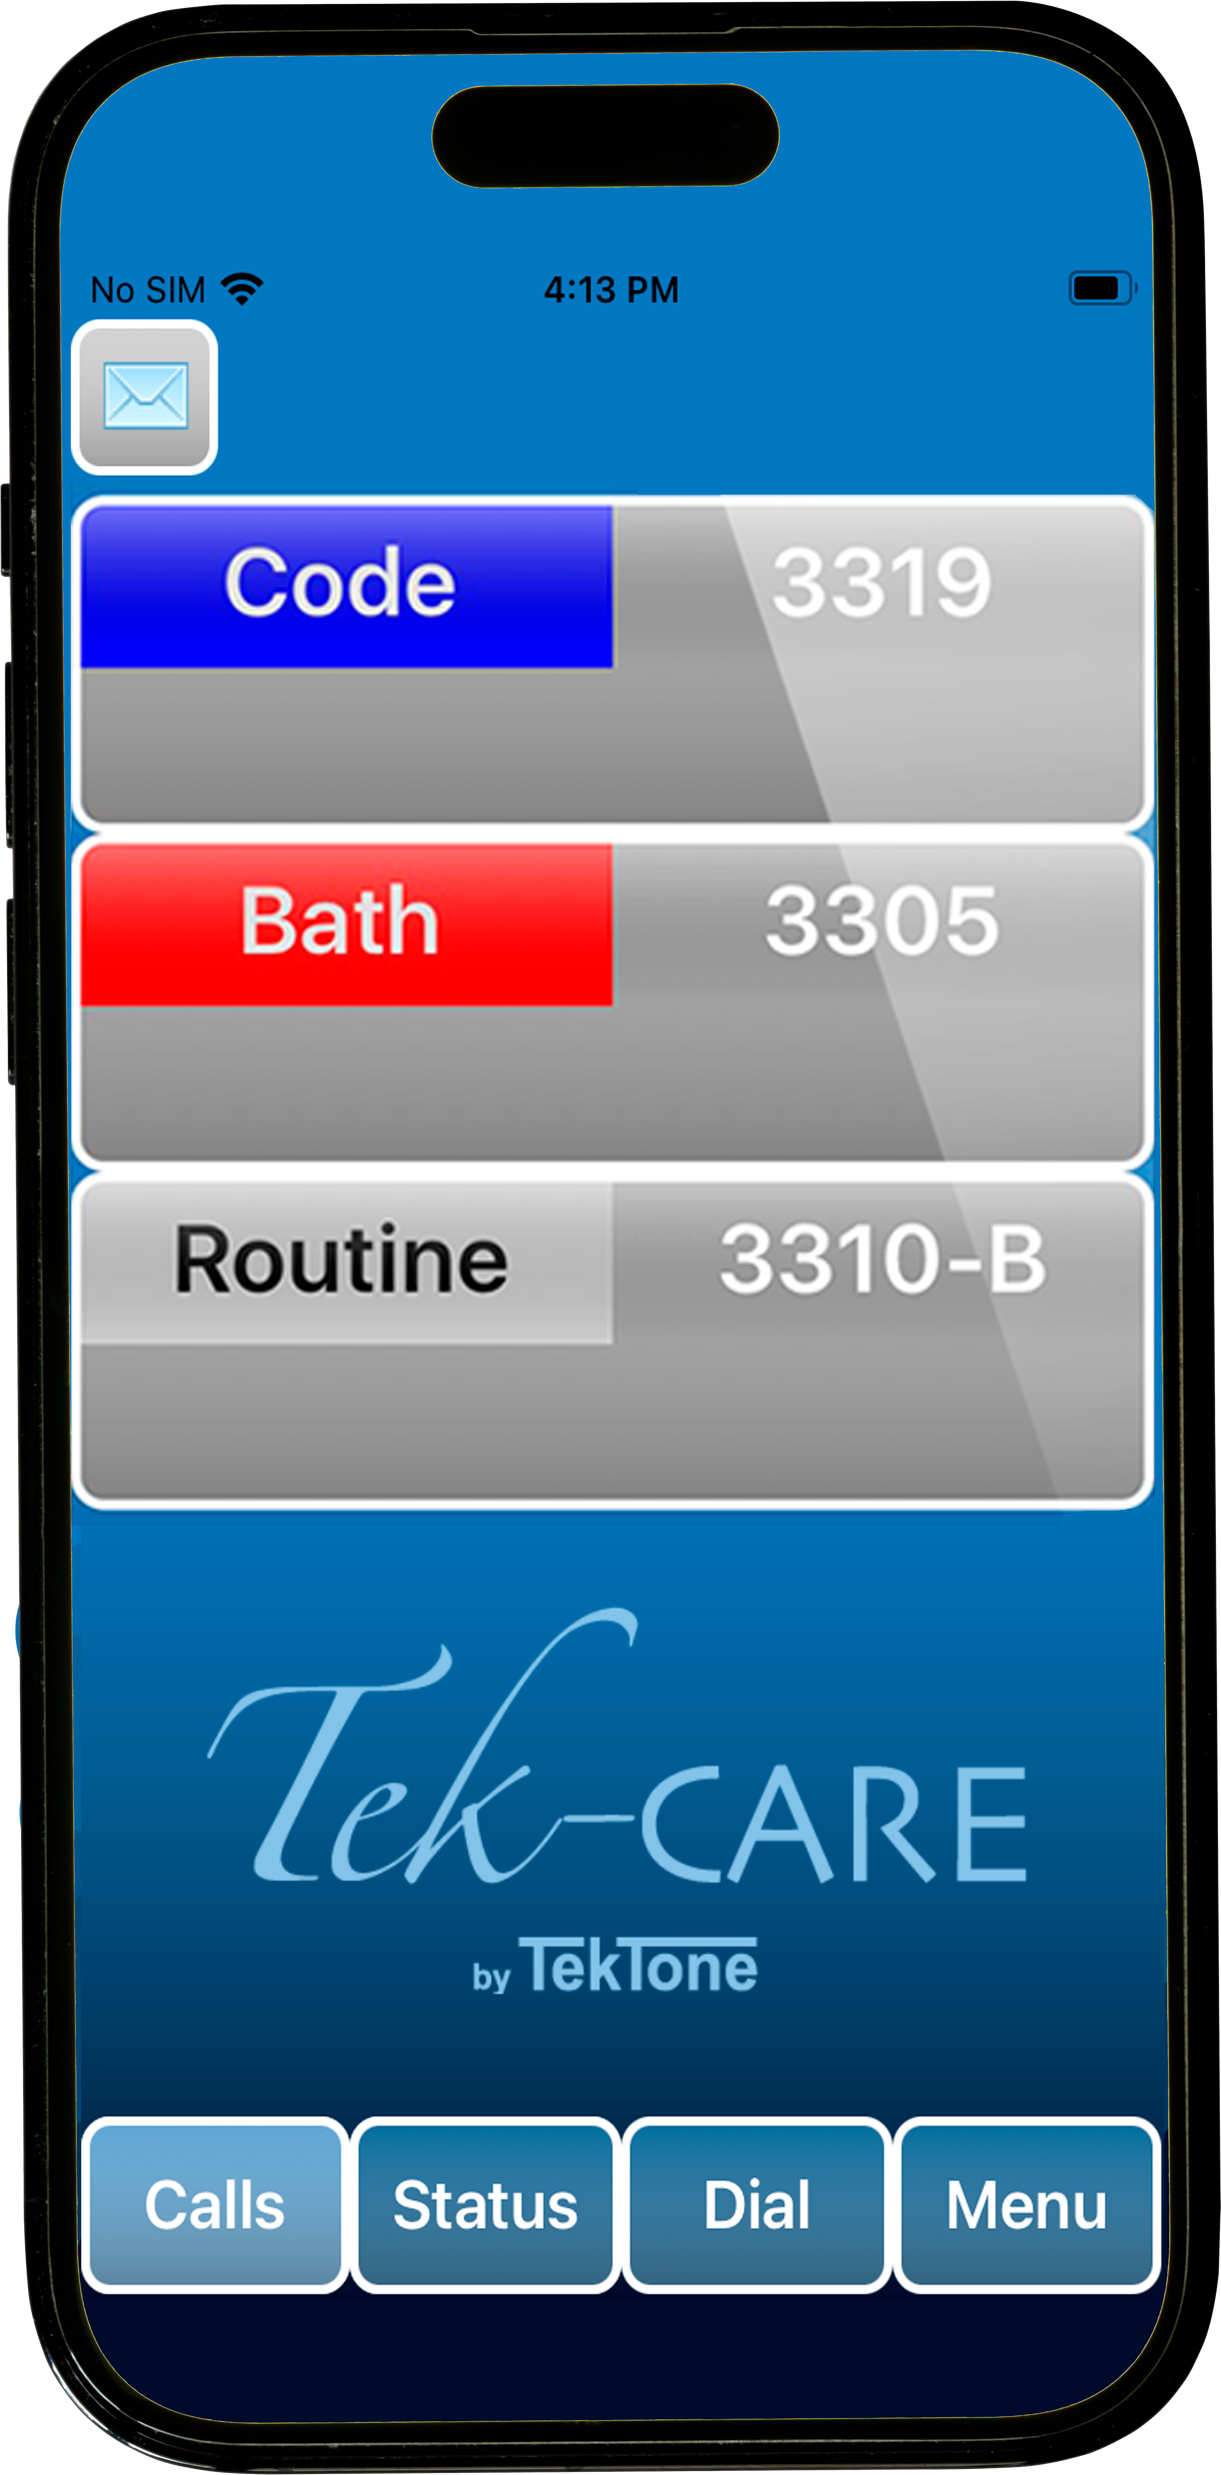 No SIM 4:13 PM
Code 3319
Bath 3305
Routine 3310-B
Tek-CARE
by TekTone
Calls Status Dial Menu